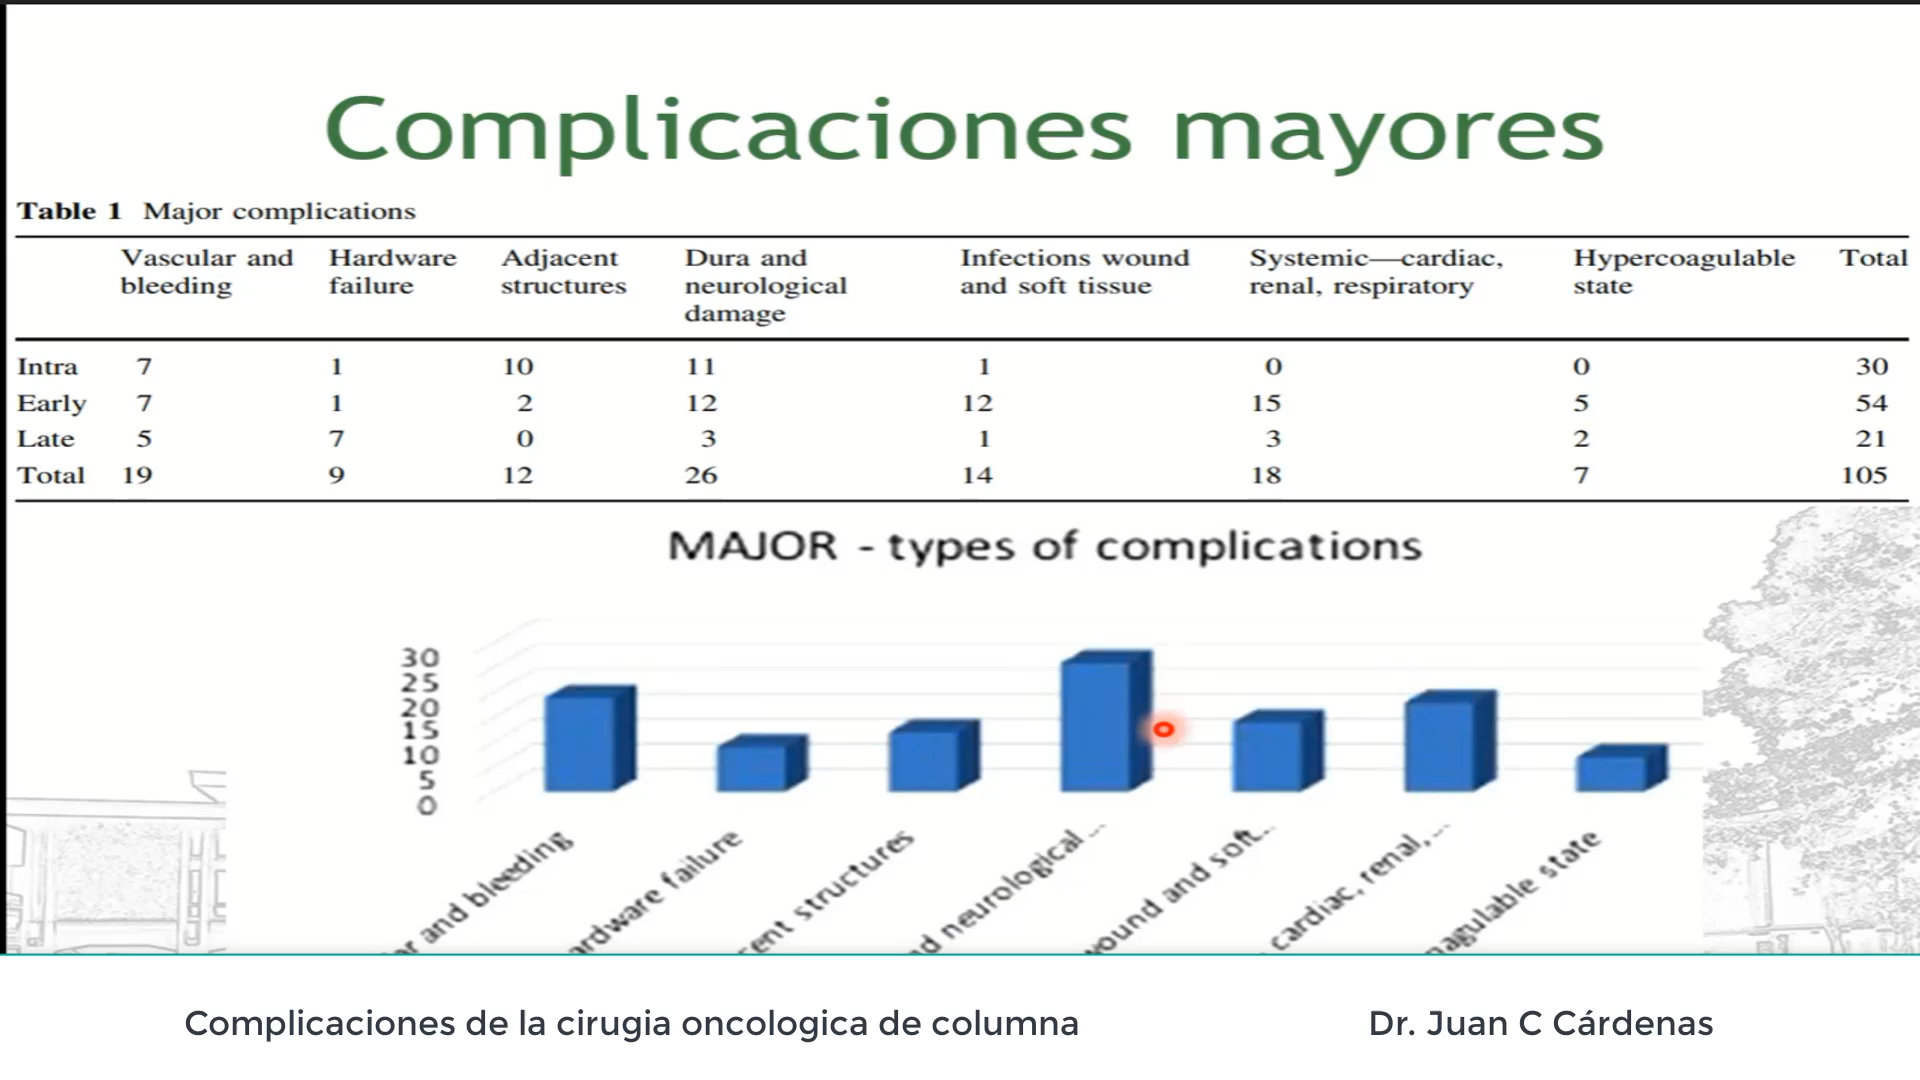 Complicaciones mayores
Table 1 Major complications
Vascular and bleeding Hardware failure Adjacent structures Dura and neurological damage Infections wound and soft tissue Systemic—cardiac, renal, respiratory Hypercoagulable state Total
Intra 7 1 10 11 1 0 0 30
Early 7 1 2 12 12 15 5 54
Late 5 7 0 3 1 3 2 21
Total 19 9 12 26 14 18 7 105
MAJOR - types of complications
30
25
20
15
10
5
0
and bleeding
failure
structures
neurological...
and soft...
cardiac, renal,...
state
Complicaciones de la cirugia oncologica de columna
Dr. Juan C Cárdenas